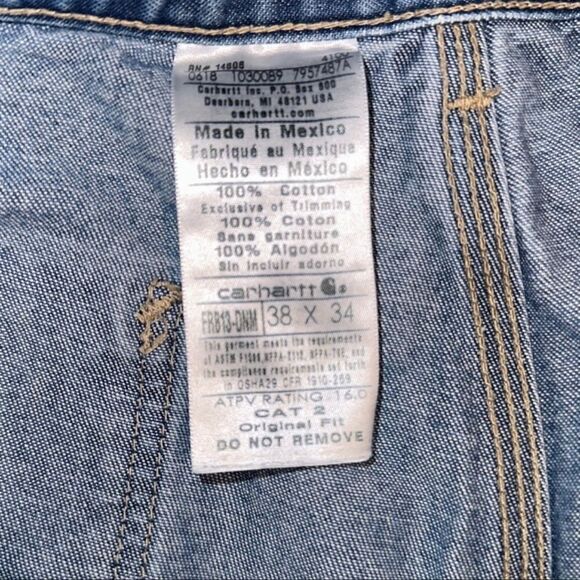 RN# 14806
0618 1030089 7957487A
Carhartt Inc. P.O. Box 600
Dearborn, MI 48121 USA
carhartt.com
Made in Mexico
Fabriqué au Mexique
Hecho en México
100% Cotton
Exclusive of Trimming
100% Coton
Sans garniture
100% Algodón
Sin incluir adorno
carhartt
FRB13-DNM 38 X 34
This garment meets the requirements
of ASTM F1506, NFPA-2112, NFPA-70E, and
the compliance requirements set forth
in OSHA29 CFR 1910-269
ATPV RATING 16.0
CAT 2
Original Fit
DO NOT REMOVE